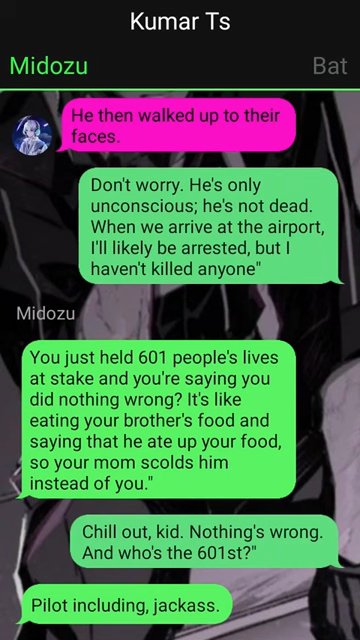 Kumar Ts
Midozu
Bat
He then walked up to their
faces.
Don't worry. He's only
unconscious; he's not dead.
When we arrive at the airport,
I'll likely be arrested, but I
haven't killed anyone"
Midozu
You just held 601 people's lives
at stake and you're saying you
did nothing wrong? It's like
eating your brother's food and
saying that he ate up your food,
so your mom scolds him
instead of you."
Chill out, kid. Nothing's wrong.
And who's the 601st?"
Pilot including, jackass.